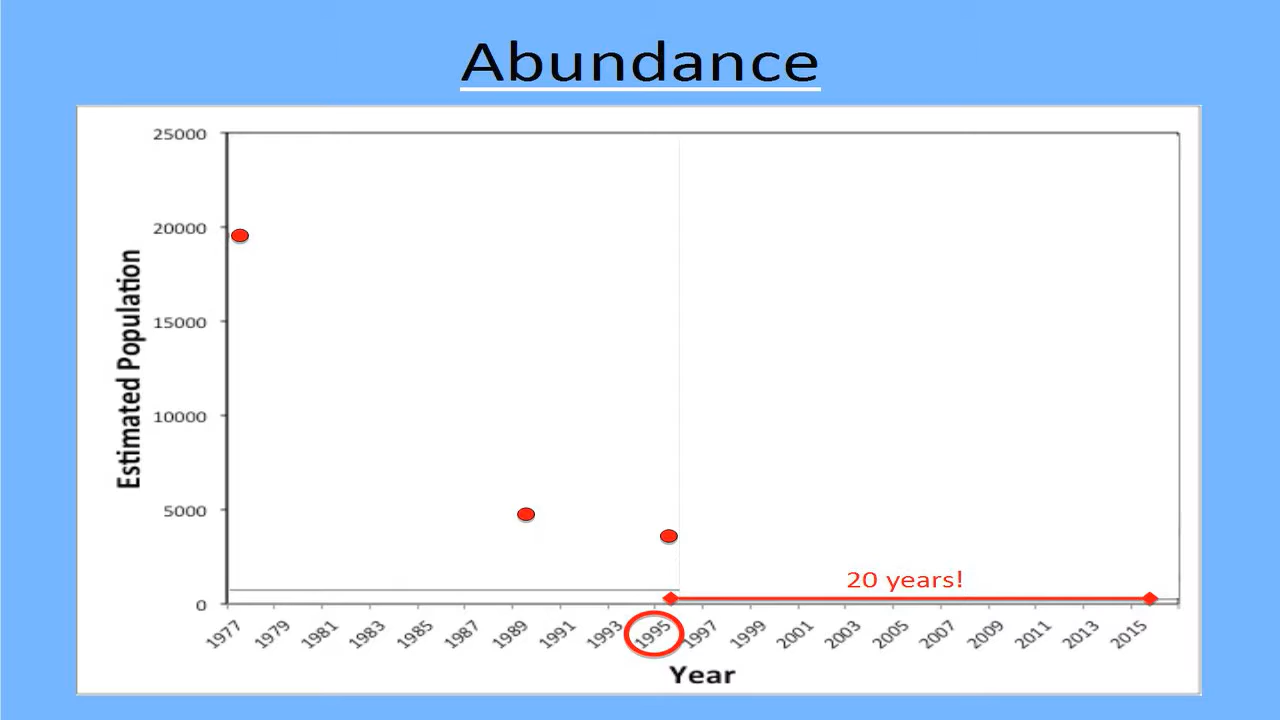 Abundance
25000
20000
15000
10000
5000
0
Estimated Population
20 years!
1977 1979 1981 1983 1985 1987 1989 1991 1993 1995 1997 1999 2001 2003 2005 2007 2009 2011 2013 2015
Year